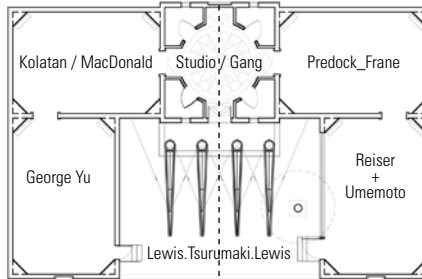 Kolatan / MacDonald
Studio / Gang
Predock_Frane
George Yu
Reiser
+
Umemoto
Lewis.Tsurumaki.Lewis